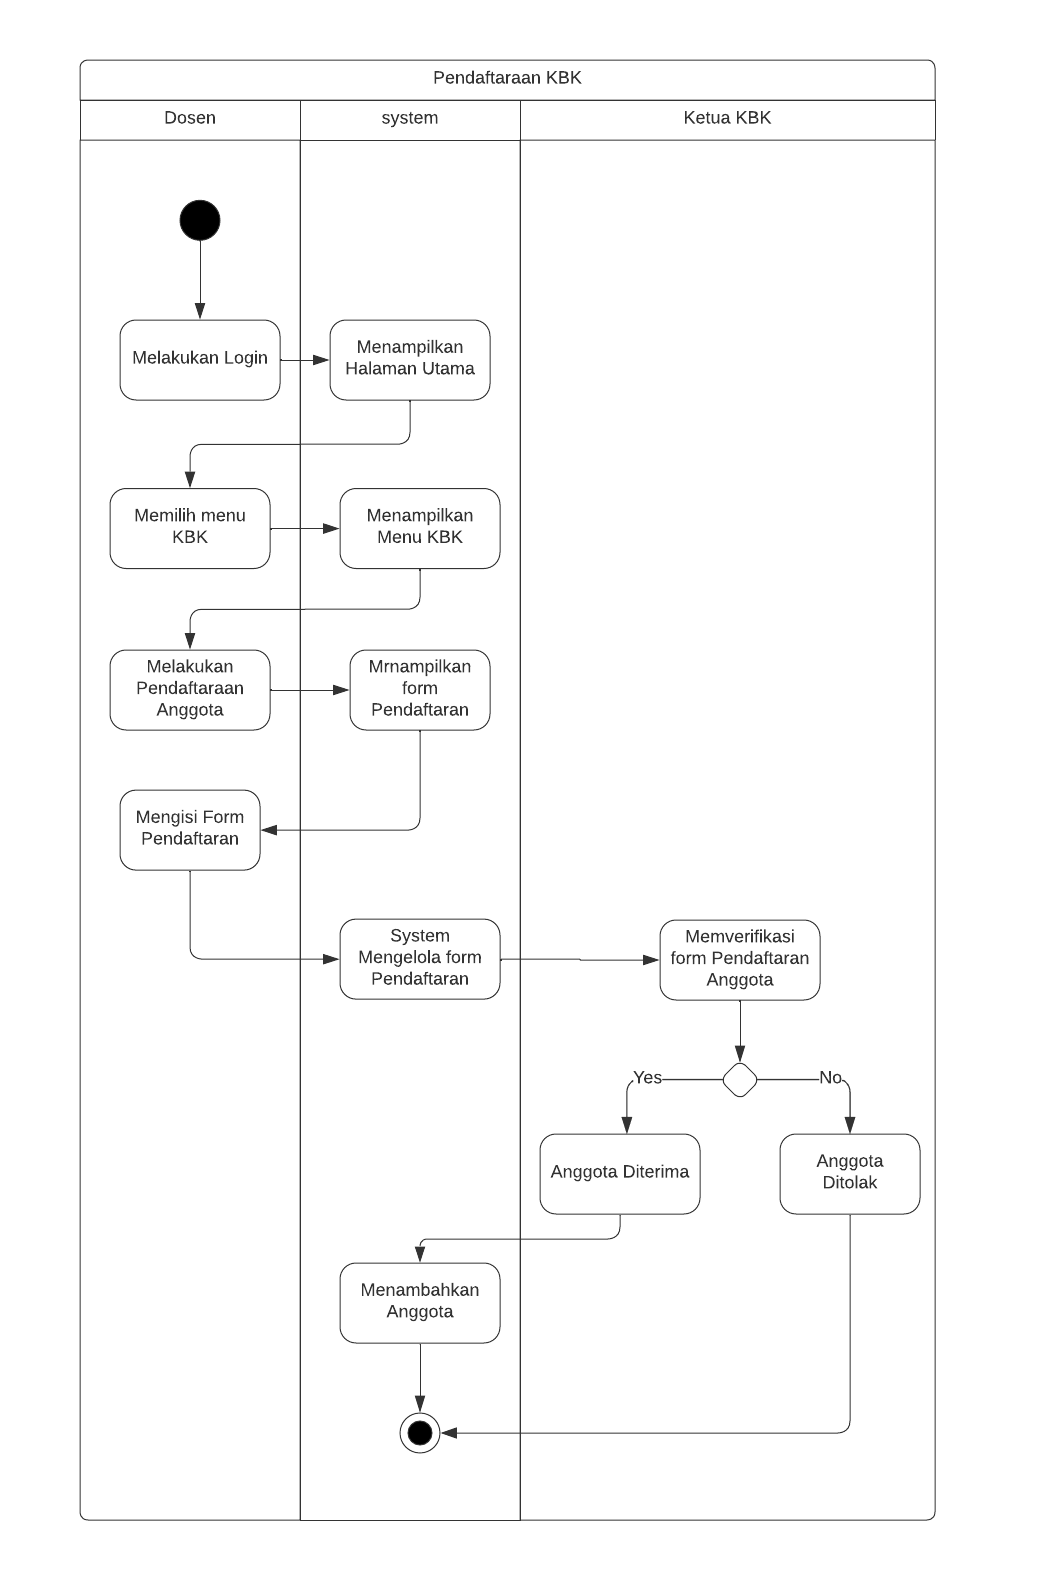 Pendaftaraan KBK
Dosen
system
Ketua KBK
Melakukan Login
Menampilkan
Halaman Utama
Memilih menu
KBK
Menampilkan
Menu KBK
Melakukan
Pendaftaraan
Anggota
Mrnampilkan
form
Pendaftaran
Mengisi Form
Pendaftaran
System
Mengelola form
Pendaftaran
Memverifikasi
form Pendaftaran
Anggota
Yes
No
Anggota Diterima
Anggota
Ditolak
Menambahkan
Anggota